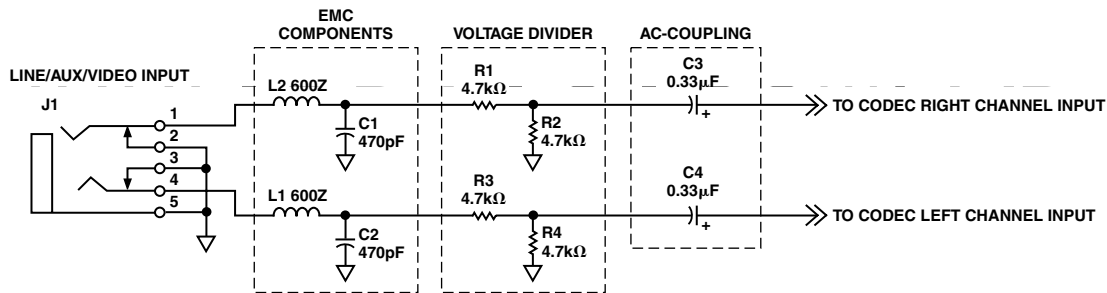 EMC
COMPONENTS
VOLTAGE DIVIDER
AC-COUPLING
LINE/AUX/VIDEO INPUT
J1
1
2
3
4
5
L2 600Z
C1
470pF
R1
4.7kΩ
R2
4.7kΩ
C3
0.33μF
+
TO CODEC RIGHT CHANNEL INPUT
L1 600Z
C2
470pF
R3
4.7kΩ
R4
4.7kΩ
C4
0.33μF
+
TO CODEC LEFT CHANNEL INPUT